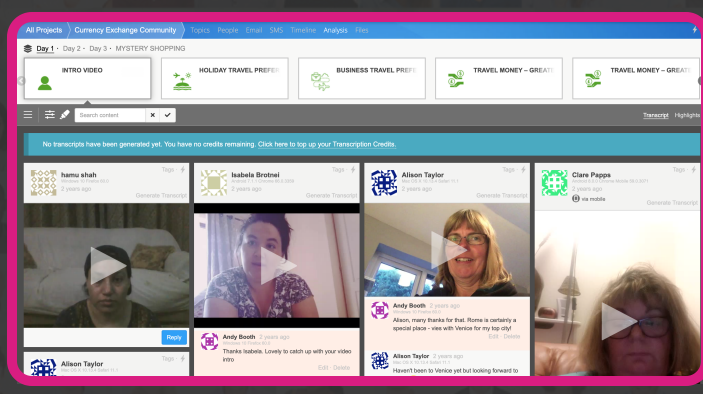 All Projects Currency Exchange Community Topics People Email SMS Timeline Analysis Files
Day 1 · Day 2 · Day 3 · MYSTERY SHOPPING
INTRO VIDEO
HOLIDAY TRAVEL PREFER
BUSINESS TRAVEL PREFE
TRAVEL MONEY – GREATE
TRAVEL MONEY – GREATE
Search content
Transcript Highlights
No transcripts have been generated yet. You have no credits remaining. Click here to top up your Transcription Credits.
hamu shah
Tags
2 years ago
Generate Transcript
Reply
Alison Taylor
Tags
Isabela Brotnei
Tags
2 years ago
Generate Transcript
Andy Booth 2 years ago
Thanks Isabela. Lovely to catch up with your video
intro
Edit · Delete
Alison Taylor
Tags
2 years ago
Generate Transcript
Andy Booth 2 years ago
Alison, many thanks for that. Rome is certainly a
special place - vies with Venice for my top city!
Edit · Delete
Alison Taylor 2 years ago
Haven't been to Venice yet but looking forward to
Clare Papps
Tags
2 years ago
via mobile
Generate Transcript